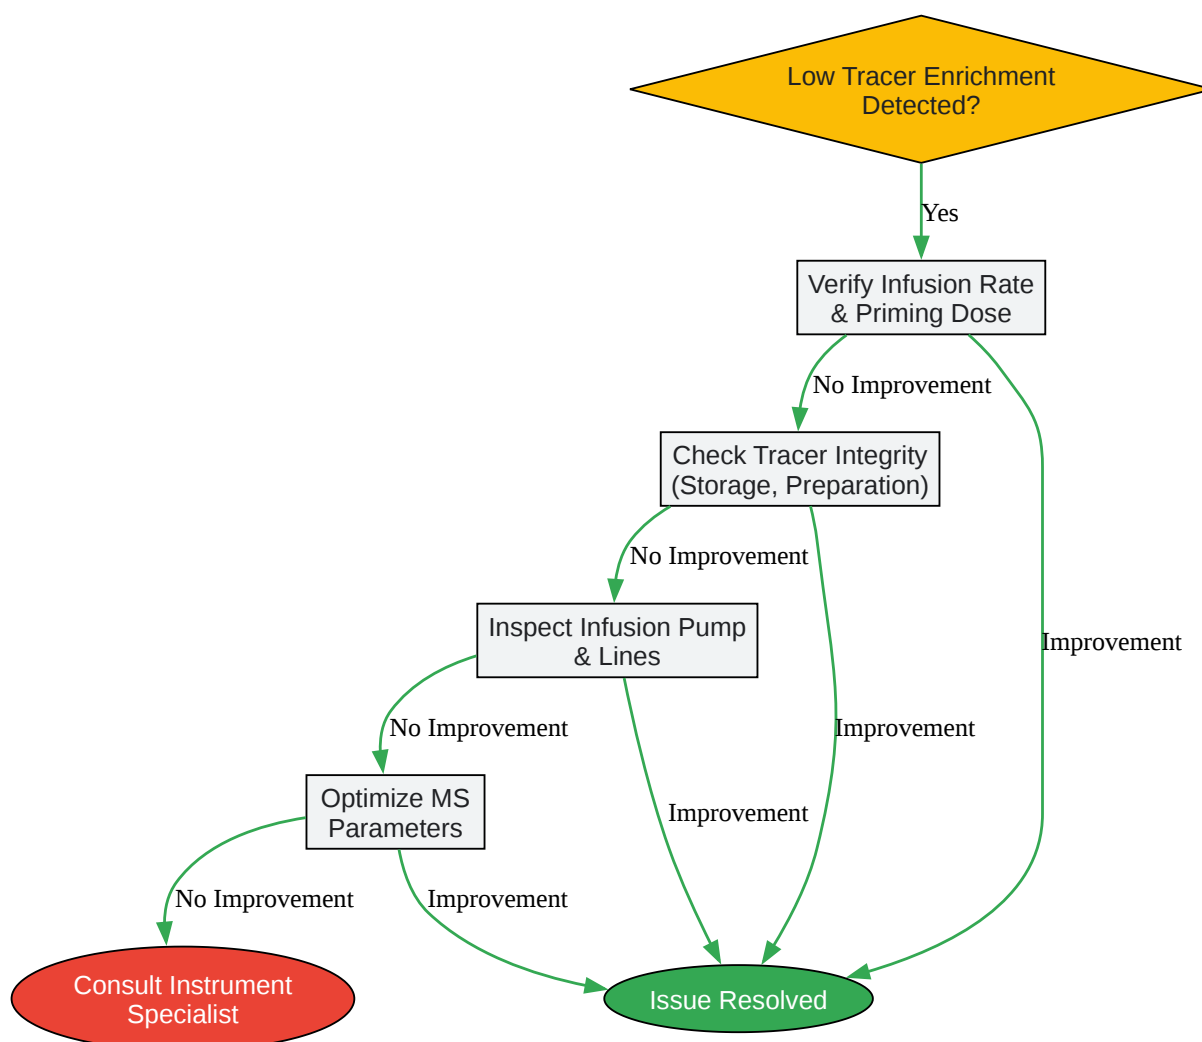 Low Tracer Enrichment
Detected?
Yes
Verify Infusion Rate
& Priming Dose
No Improvement
Check Tracer Integrity
(Storage, Preparation)
No Improvement
Inspect Infusion Pump
& Lines
Improvement
No Improvement
Improvement
Optimize MS
Parameters
Improvement
No Improvement
Improvement
Consult Instrument
Specialist
Issue Resolved